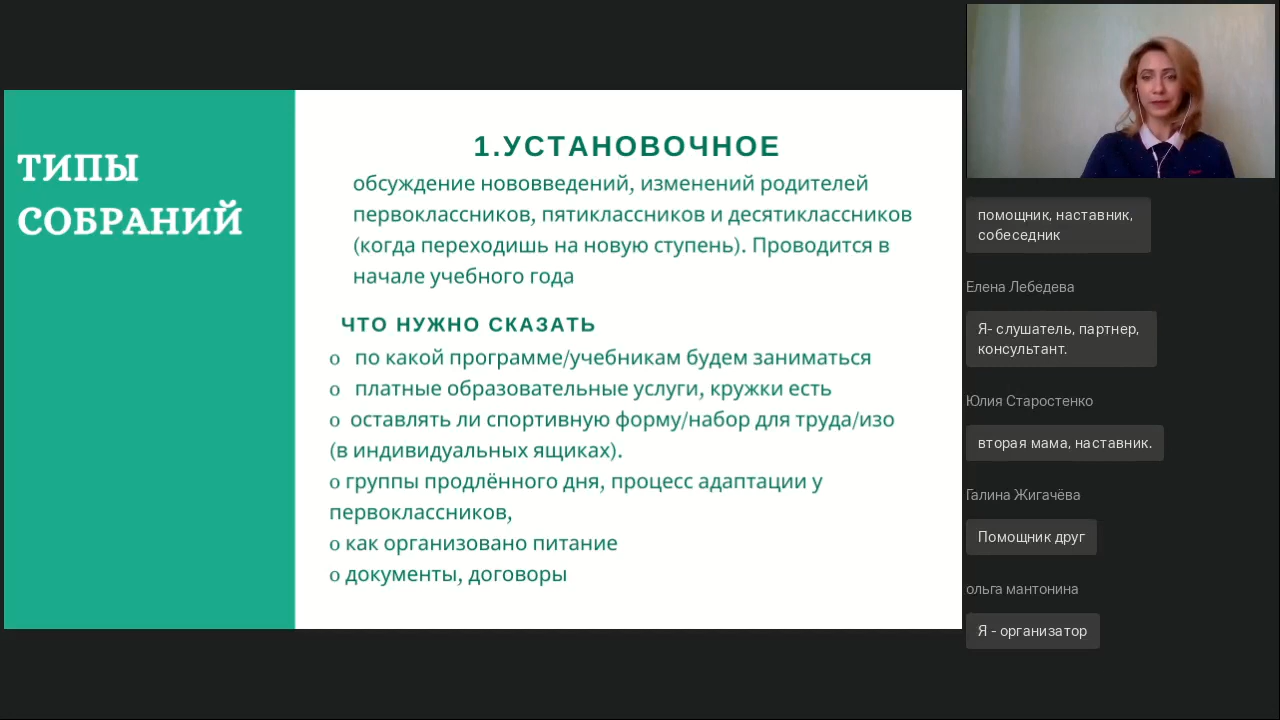 ТИПЫ
СОБРАНИЙ
1.УСТАНОВОЧНОЕ
обсуждение нововведений, изменений родителей
первоклассников, пятиклассников и десятиклассников
(когда переходишь на новую ступень). Проводится в
начале учебного года
ЧТО НУЖНО СКАЗАТЬ
o по какой программе/учебникам будем заниматься
o платные образовательные услуги, кружки есть
o оставлять ли спортивную форму/набор для труда/изо
(в индивидуальных ящиках).
o группы продлённого дня, процесс адаптации у
первоклассников,
o как организовано питание
o документы, договоры
помощник, наставник,
собеседник
Елена Лебедева
Я- слушатель, партнер,
консультант.
Юлия Старостенко
вторая мама, наставник.
Галина Жигачёва
Помощник друг
ольга мантонина
Я - организатор